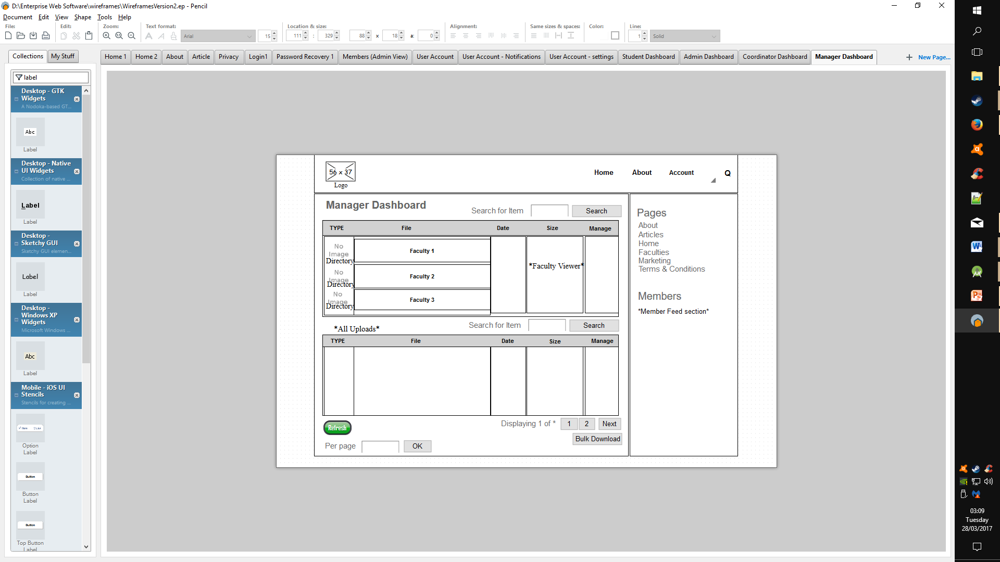 D:\Enterprise Web Software\wireframes\WireframesVersion2.ep - Pencil
Document Edit View Shape Tools Help
File: Edit: Zoom: Text format: Location & size: Alignment: Same sizes & spaces: Color: Line:
1:1 A A Arial 15 111 : 329 88 x 18 a: 0 1 Solid
Collections My Stuff
Home 1 Home 2 About Article Privacy Login1 Password Recovery 1 Members (Admin View) User Account User Account - Notifications User Account - settings Student Dashboard Admin Dashboard Coordinator Dashboard Manager Dashboard + New Page...
label
Desktop - GTK
Widgets
A Nodoka-based GT...
Abc
Label
Desktop - Native
UI Widgets
Collection of native ...
Label
Label
Desktop -
Sketchy GUI
Sketchy GUI elemen...
Label
Label
Desktop -
Windows XP
Widgets
Microsoft Windows ...
Abc
Label
Mobile - iOS UI
Stencils
Stencils for creating ...
Item Option
Option
Label
Button
Button
Label
Button
Top Button
Label
56 x 37
Logo
Home About Account Q
Manager Dashboard
Search for Item Search
TYPE File Date Size Manage
No
Image
Directory
Faculty 1
No
Image
Directory
Faculty 2
No
Image
Directory
Faculty 3
*Faculty Viewer*
*All Uploads*
Search for Item Search
TYPE File Date Size Manage
Refresh
Displaying 1 of * 1 2 Next
Bulk Download
Per page OK
Pages
About
Articles
Home
Faculties
Marketing
Terms & Conditions
Members
*Member Feed section*
03:09
Tuesday
28/03/2017